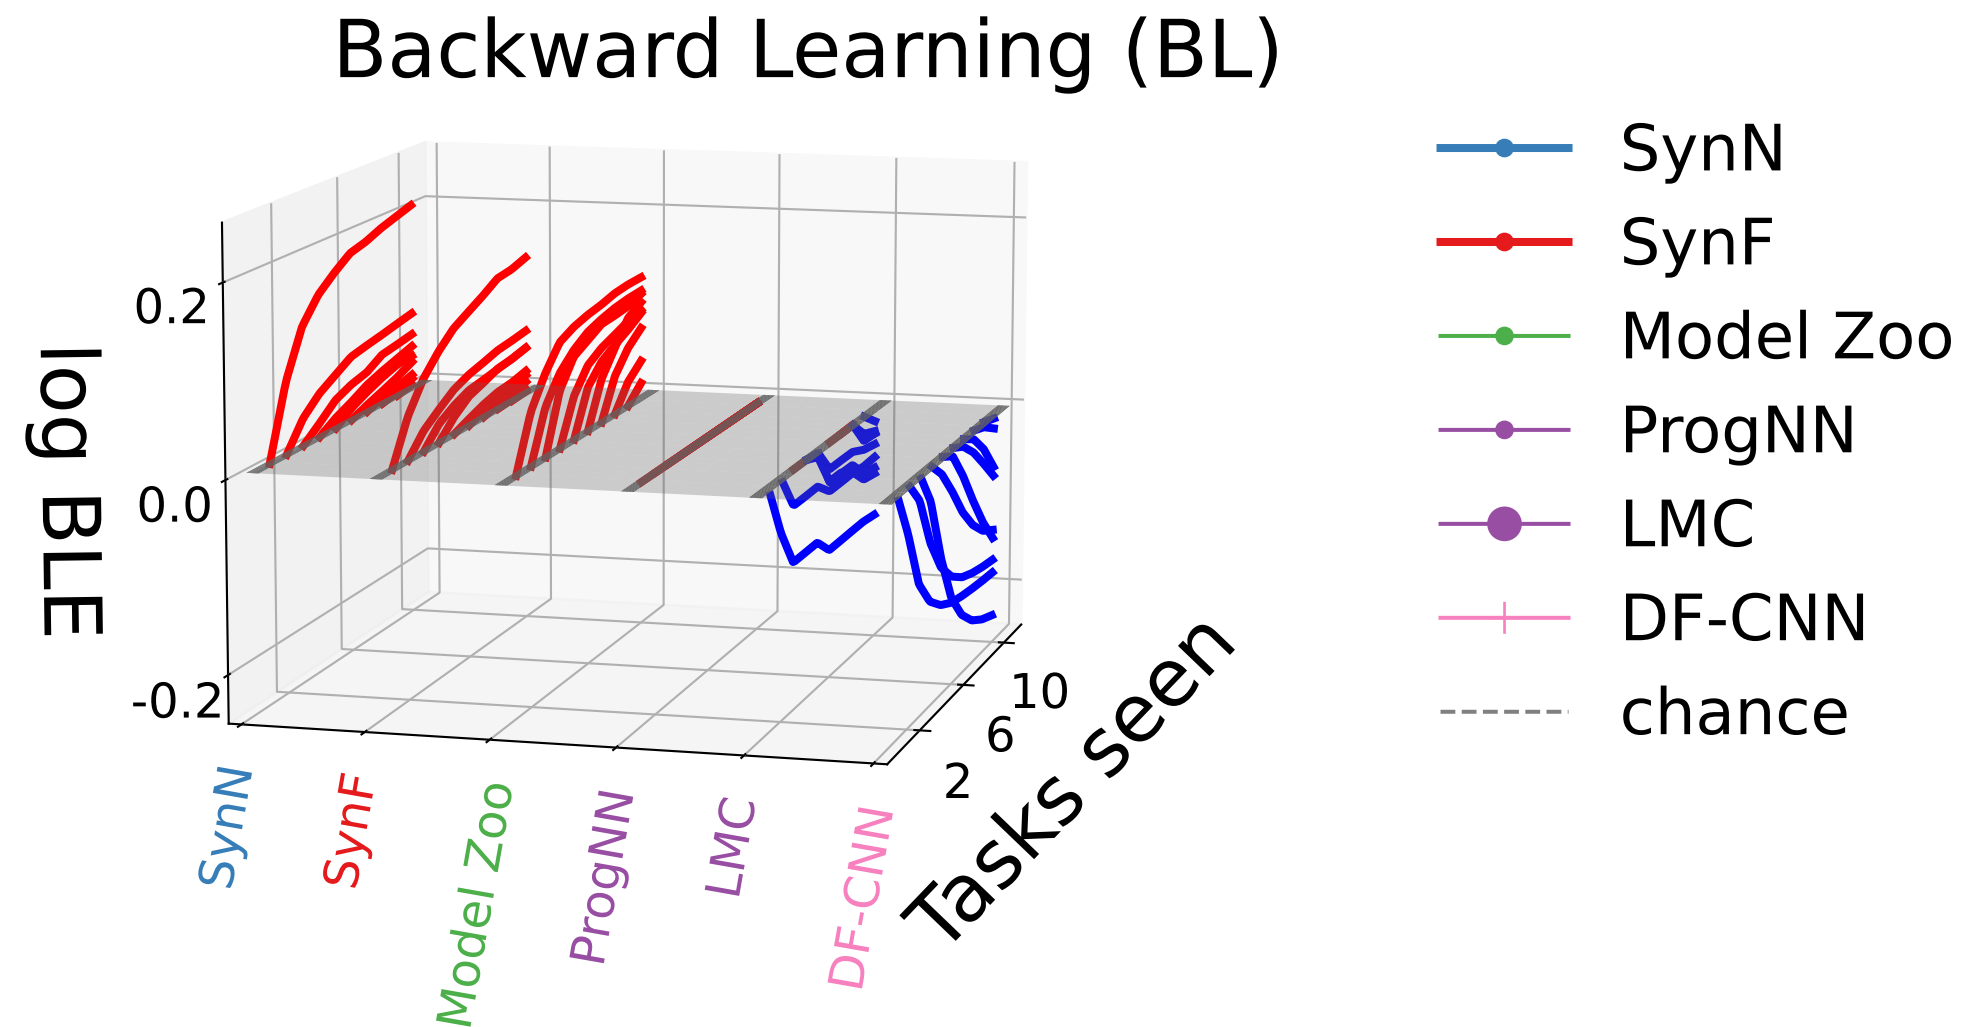 Backward Learning (BL)
log BLE
0.2
0.0
-0.2
SynN
SynF
Model Zoo
ProgNN
LMC
DF-CNN
2
6
10
Tasks seen
SynN
SynF
Model Zoo
ProgNN
LMC
DF-CNN
chance